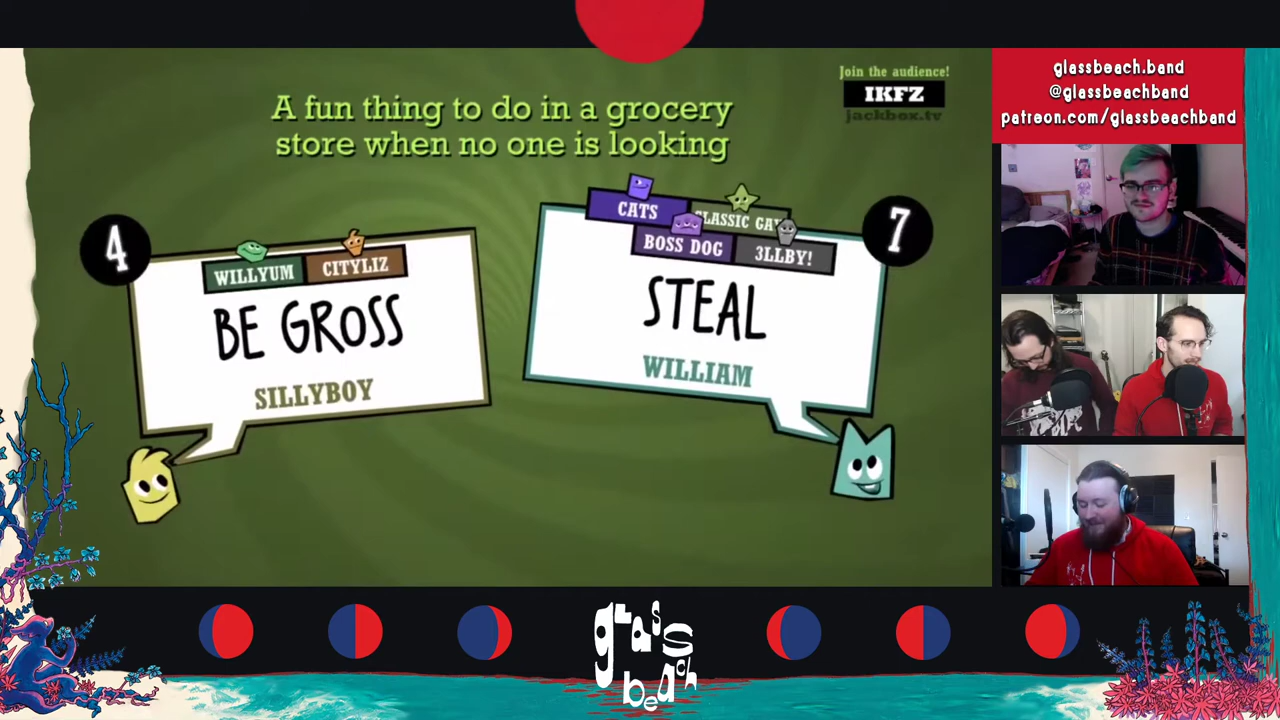 glassbeach.band
@glassbeachband
patreon.com/glassbeachband
Join the audience!
IKFZ
jackbox.tv
A fun thing to do in a grocery
store when no one is looking
4
WILLYUM
CITYLIZ
BE GROSS
SILLYBOY
7
CATS
CLASSIC GAY
BOSS DOG
3LLBY!
STEAL
WILLIAM
glass
beach